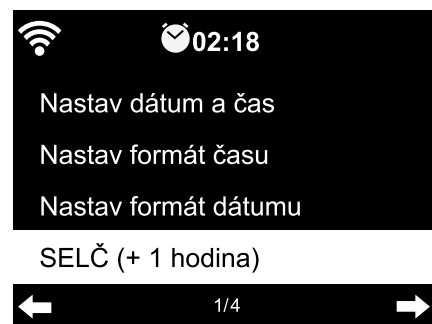 02:18
Nastav dátum a čas
Nastav formát času
Nastav formát dátumu
SELČ (+ 1 hodina)
1/4